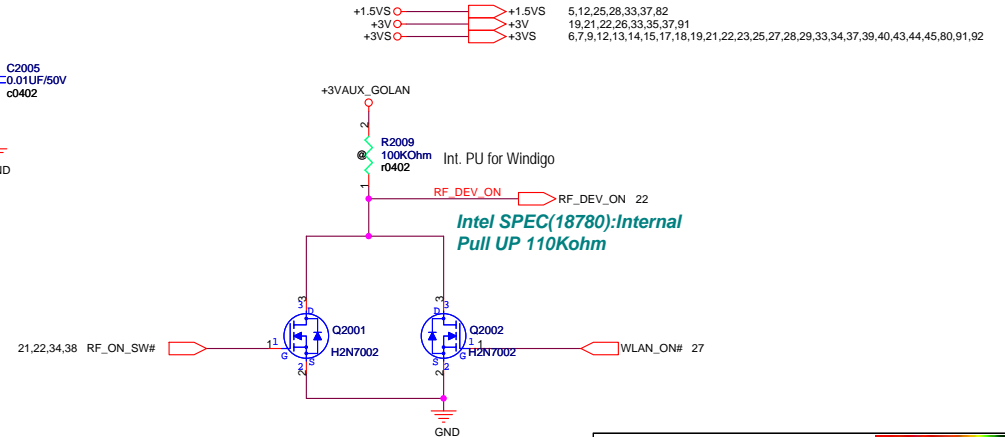 +1.5VS +1.5VS 5,12,25,28,33,37,82
+3V +3V 19,21,22,26,33,35,37,91
+3VS +3VS 6,7,9,12,13,14,15,17,18,19,21,22,23,25,27,28,29,33,34,37,39,40,43,44,45,80,91,92
C2005
0.01UF/50V
c0402
+3VAUX_GOLAN
2
R2009
@ 100KOhm
r0402
Int. PU for Windigo
1
RF_DEV_ON
RF_DEV_ON 22
Intel SPEC(18780):Internal
Pull UP 110Kohm
3 3
3 3
D D
Q2001 Q2002
21,22,34,38 RF_ON_SW# 1 1 1 1 WLAN_ON# 27
G G
H2N7002 H2N7002
S S
2 2
2 2
GND